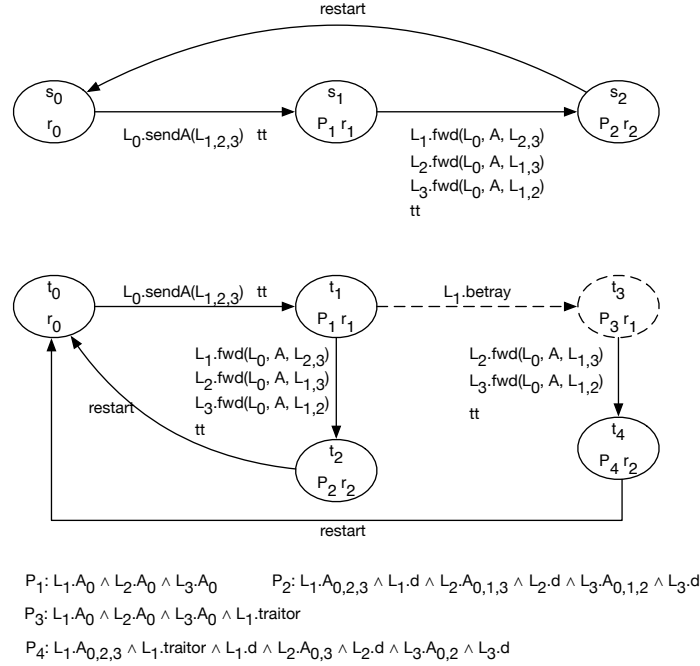 restart
s₀ s₁ s₂
r₀ P₁ r₁ P₂ r₂
L₀.sendA(L₁,₂,₃) tt
L₁.fwd(L₀, A, L₂,₃)
L₂.fwd(L₀, A, L₁,₃)
L₃.fwd(L₀, A, L₁,₂)
tt
t₀ L₀.sendA(L₁,₂,₃) tt t₁ L₁.betray t₃
r₀ P₁ r₁ P₃ r₁
L₁.fwd(L₀, A, L₂,₃)
L₂.fwd(L₀, A, L₁,₃)
L₃.fwd(L₀, A, L₁,₂)
tt
L₂.fwd(L₀, A, L₁,₃)
L₃.fwd(L₀, A, L₁,₂)
tt
restart
t₂
P₂ r₂
t₄
P₄ r₂
restart
P₁: L₁.A₀ ∧ L₂.A₀ ∧ L₃.A₀ P₂: L₁.A₀,₂,₃ ∧ L₁.d ∧ L₂.A₀,₁,₃ ∧ L₂.d ∧ L₃.A₀,₁,₂ ∧ L₃.d
P₃: L₁.A₀ ∧ L₂.A₀ ∧ L₃.A₀ ∧ L₁.traitor
P₄: L₁.A₀,₂,₃ ∧ L₁.traitor ∧ L₁.d ∧ L₂.A₀,₃ ∧ L₂.d ∧ L₃.A₀,₂ ∧ L₃.d